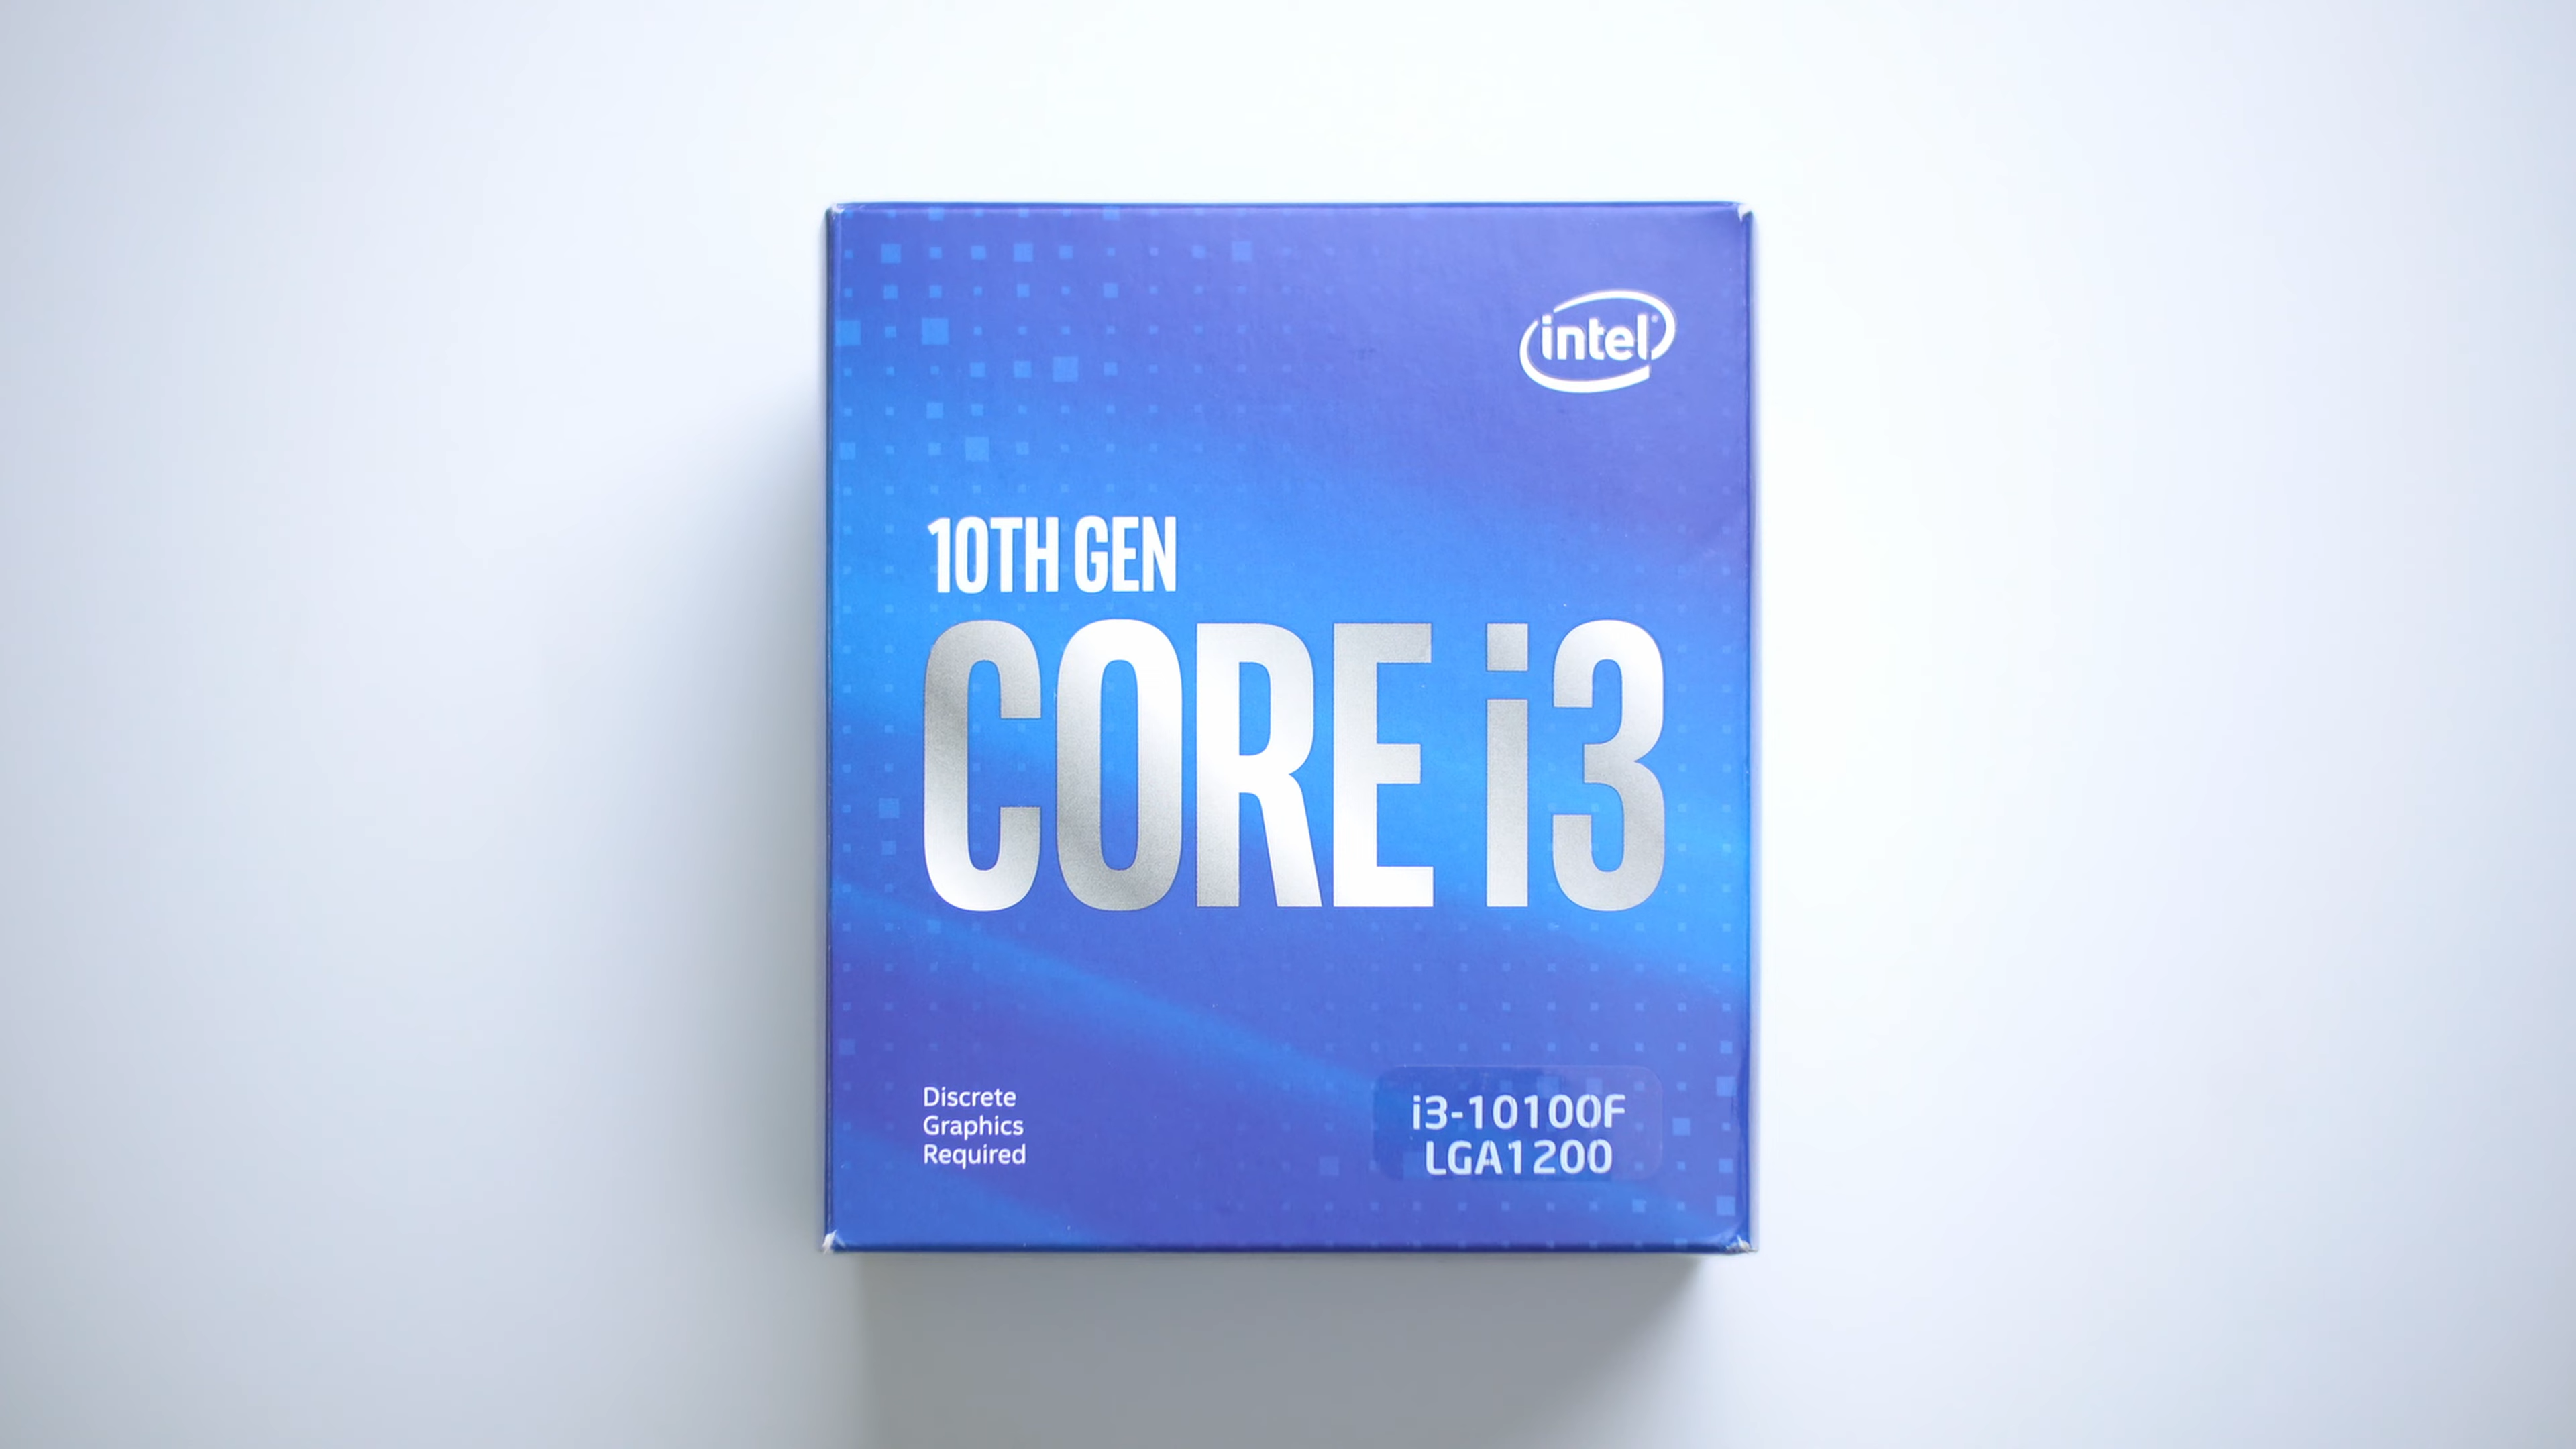 intel
10TH GEN
CORE i3
Discrete
Graphics
Required
i3-10100F
LGA1200